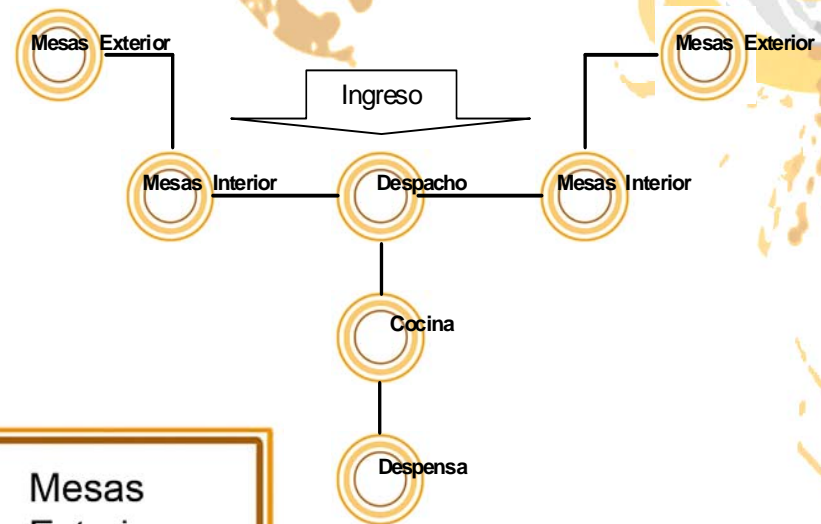 Mesas Exterior
Mesas Exterior
Ingreso
Mesas Interior
Despacho
Mesas Interior
Cocina
Despensa
Mesas